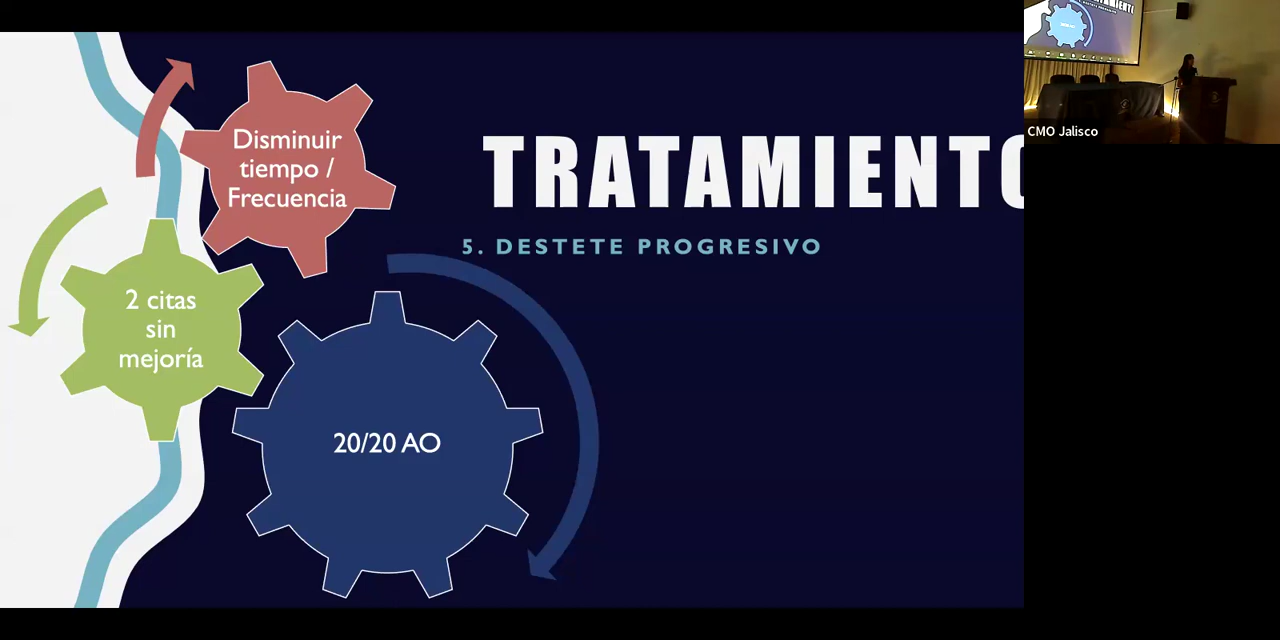 TRATAMIENTO
5. DESTETE PROGRESIVO
Disminuir
tiempo /
Frecuencia
2 citas
sin
mejoría
20/20 AO
CMO Jalisco